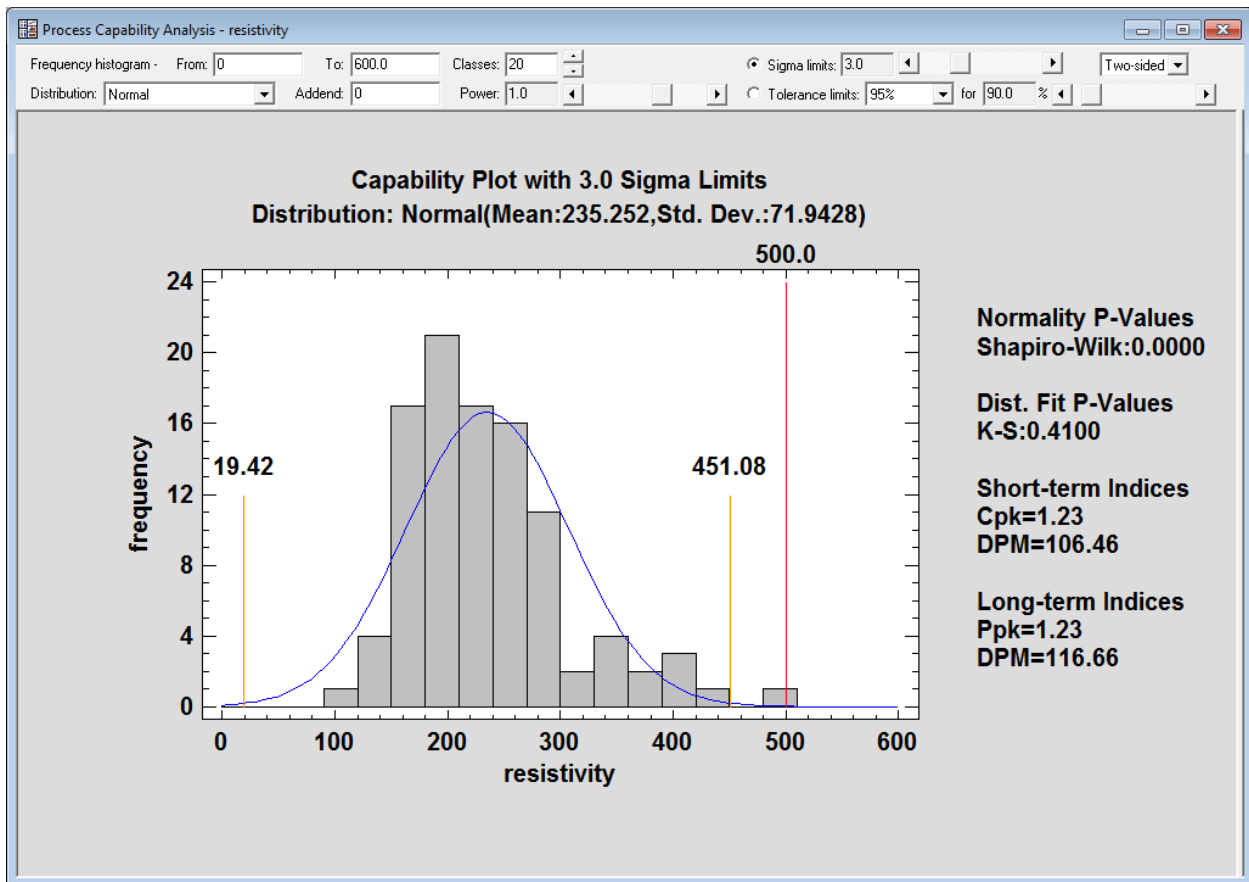 Process Capability Analysis - resistivity
Frequency histogram - From: 0 To: 600.0 Classes: 20 Sigma limits: 3.0 Two-sided
Distribution: Normal Addend: 0 Power: 1.0 Tolerance limits: 95% for 90.0 %
Capability Plot with 3.0 Sigma Limits
Distribution: Normal(Mean:235.252,Std. Dev.:71.9428)
500.0
24
20
16
12
8
4
0
frequency
19.42
451.08
0 100 200 300 400 500 600
resistivity
Normality P-Values
Shapiro-Wilk:0.0000
Dist. Fit P-Values
K-S:0.4100
Short-term Indices
Cpk=1.23
DPM=106.46
Long-term Indices
Ppk=1.23
DPM=116.66